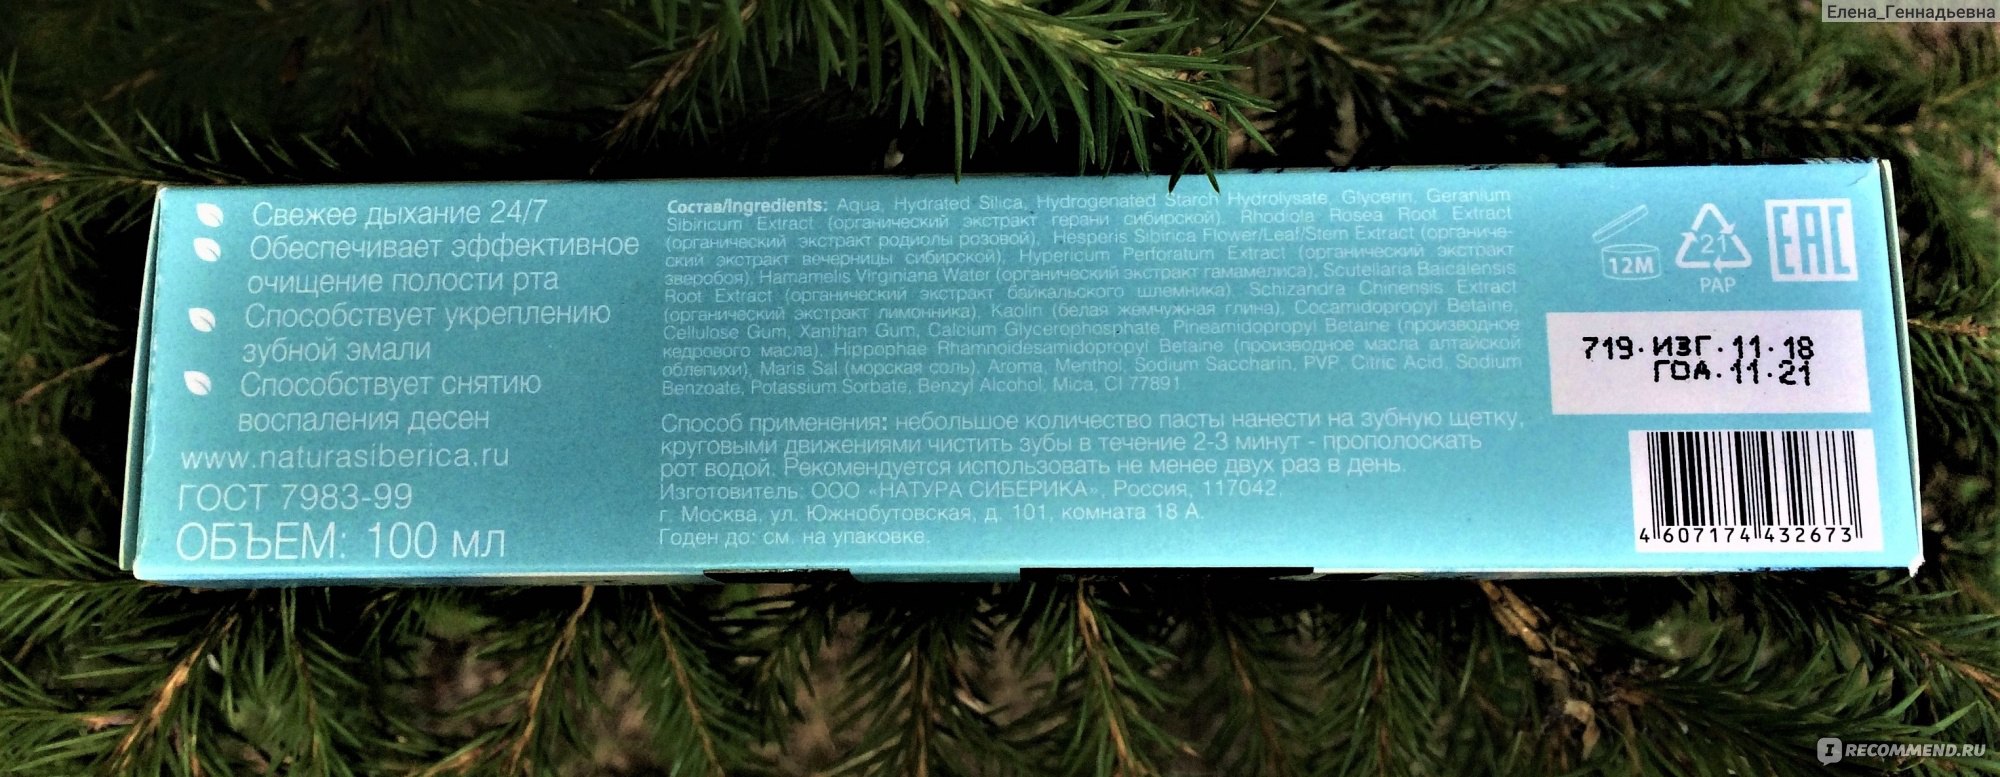 Елена_Геннадьевна
Свежее дыхание 24/7
Обеспечивает эффективное
очищение полости рта
Способствует укреплению
зубной эмали
Способствует снятию
воспаления десен
www.naturasiberica.ru
ГОСТ 7983-99
ОБЪЕМ: 100 мл
Состав/Ingredients: Aqua, Hydrated Silica, Hydrogenated Starch Hydrolysate, Glycerin, Geranium
Sibiricum Extract (органический экстракт герани сибирской), Rhodiola Rosea Root Extract
(органический экстракт родиолы розовой), Hesperis Sibirica Flower/Leaf/Stem Extract (органиче-
ский экстракт вечерницы сибирской), Hypericum Perforatum Extract (органический экстракт
зверобоя), Hamamelis Virginiana Water (органический экстракт гамамелиса), Scutellaria Baicalensis
Root Extract (органический экстракт байкальского шлемника), Schizandra Chinensis Extract
(органический экстракт лимонника), Kaolin (белая жемчужная глина), Cocamidopropyl Betaine,
Cellulose Gum, Xanthan Gum, Calcium Glycerophosphate, Pineamidopropyl Betaine (производное
кедрового масла), Hippophae Rhamnoidesamidopropyl Betaine (производное масла алтайской
облепихи), Maris Sal (морская соль), Aroma, Menthol, Sodium Saccharin, PVP, Citric Acid, Sodium
Benzoate, Potassium Sorbate, Benzyl Alcohol, Mica, CI 77891
Способ применения: небольшое количество пасты нанести на зубную щетку,
круговыми движениями чистить зубы в течение 2-3 минут - прополоскать
рот водой. Рекомендуется использовать не менее двух раз в день.
Изготовитель: ООО «НАТУРА СИБЕРИКА», Россия, 117042,
г. Москва, ул. Южнобутовская, д. 101, комната 18 А.
Годен до: см. на упаковке.
12M
21
PAP
EAC
719. ИЗГ. 11.18
ГОД. 11.21
4 607174 432673
IRECOMMEND.RU